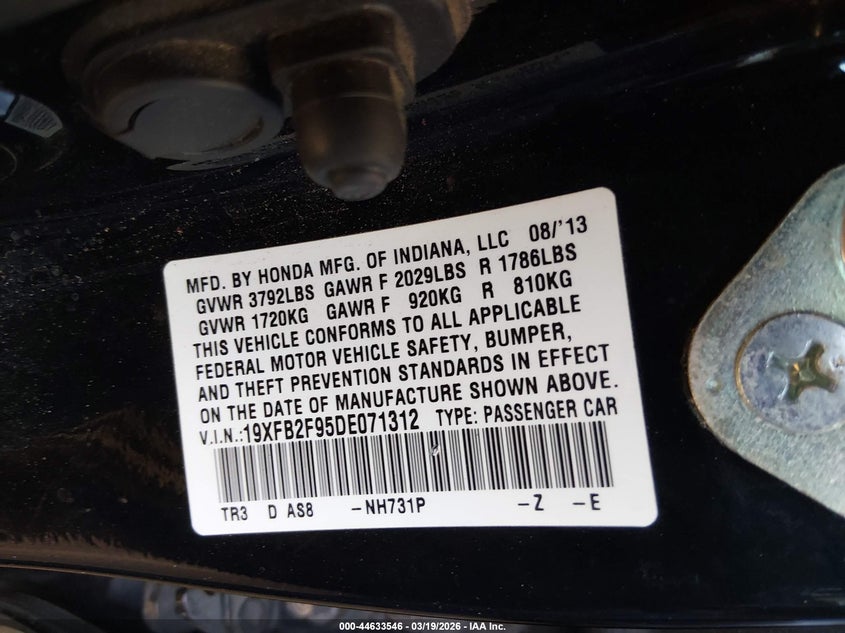 MFD. BY HONDA MFG. OF INDIANA, LLC 08/'13
GVWR 3792LBS GAWR F 2029LBS R 1786LBS
GVWR 1720KG GAWR F 920KG R 810KG
THIS VEHICLE CONFORMS TO ALL APPLICABLE
FEDERAL MOTOR VEHICLE SAFETY, BUMPER,
AND THEFT PREVENTION STANDARDS IN EFFECT
ON THE DATE OF MANUFACTURE SHOWN ABOVE.
V.I.N.:19XFB2F95DE071312 TYPE: PASSENGER CAR
TR3 D AS8 -NH731P -Z -E
000-44633546 | 03/19/2026 – IAA Inc.